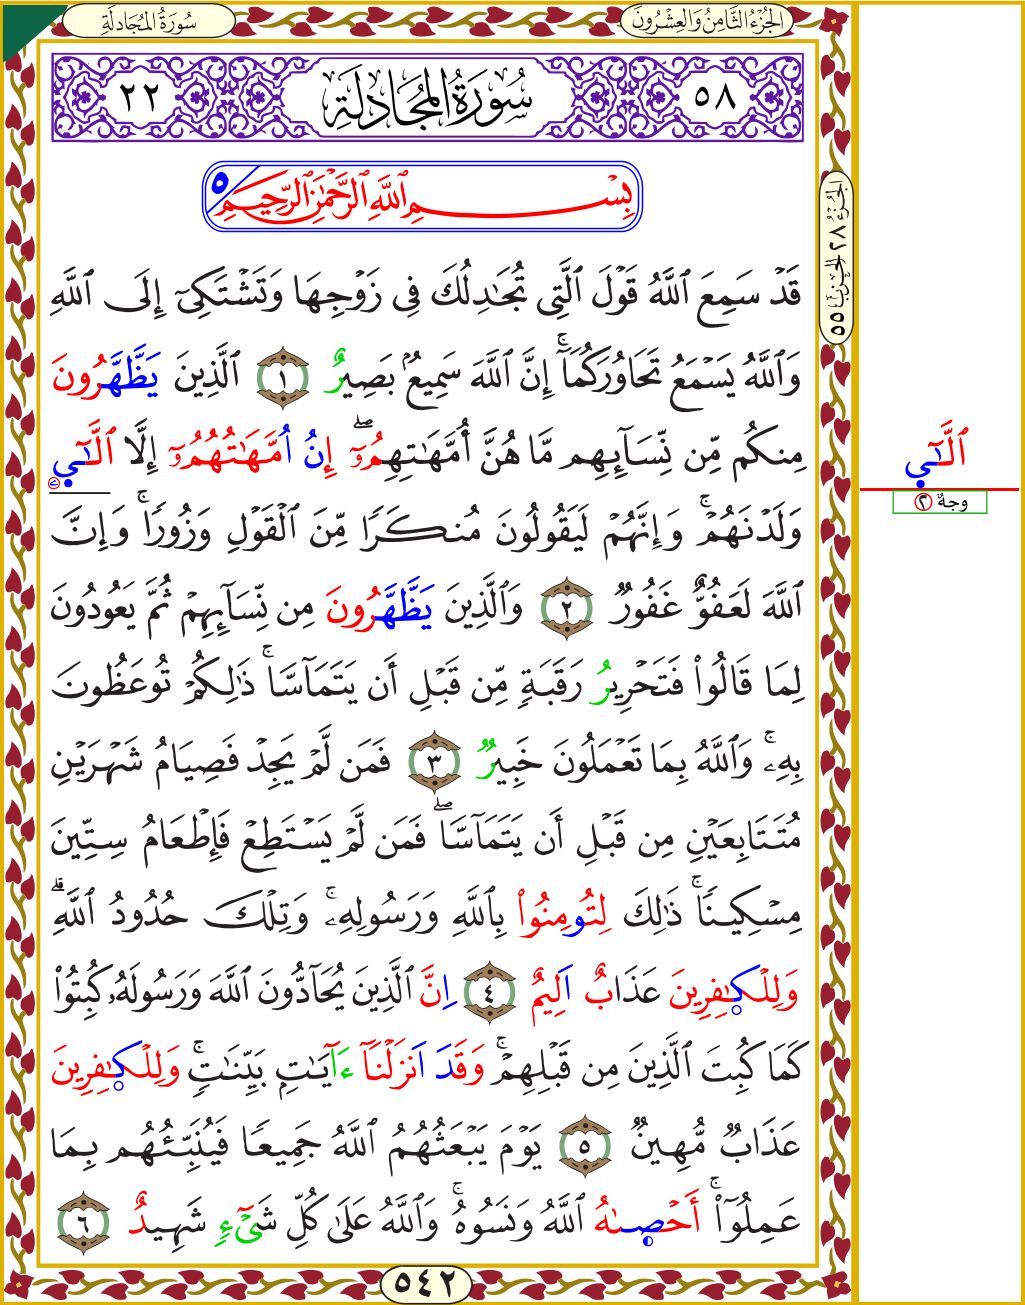 الجُزْءُ الثَّامِنُ وَالعِشْرُونَ
سُورَةُ المُجَادلَةِ
٥٨
سُورَةُ المُجَادلَةِ
٢٢
بِسْمِ ٱللَّهِ ٱلرَّحْمَٰنِ ٱلرَّحِيمِ
٥
قَدْ سَمِعَ ٱللَّهُ قَوْلَ ٱلَّتِى تُجَٰدِلُكَ فِى زَوْجِهَا وَتَشْتَكِىٓ إِلَى ٱللَّهِ
وَٱللَّهُ يَسْمَعُ تَحَاوُرَكُمَآۚ إِنَّ ٱللَّهَ سَمِيعُۢ بَصِيرٌ ١ ٱلَّذِينَ يَظَّهَّرُونَ
مِنكُم مِّن نِّسَآئِهِم مَّا هُنَّ أُمَّهَٰتِهِمُۥٓۖ إِنُ اُمَّهَٰتُهُمُۥٓ إِلَّا ٱلَّٰٓـِٕي
وَلَدْنَهُمْۚ وَإِنَّهُمْ لَيَقُولُونَ مُنكَرًا مِّنَ ٱلْقَوْلِ وَزُورًاۚ وَإِنَّ
ٱللَّهَ لَعَفُوٌّ غَفُورٌ ٢ وَٱلَّذِينَ يَظَّهَّرُونَ مِن نِّسَآئِهِمْ ثُمَّ يَعُودُونَ
لِمَا قَالُوا۟ فَتَحْرِيرُ رَقَبَةٍ مِّن قَبْلِ أَن يَتَمَآسَّاۚ ذَٰلِكُمْ تُوعَظُونَ
بِهِۦۚ وَٱللَّهُ بِمَا تَعْمَلُونَ خَبِيرٌ ٣ فَمَن لَّمْ يَجِدْ فَصِيَامُ شَهْرَيْنِ
مُتَتَابِعَيْنِ مِن قَبْلِ أَن يَتَمَآسَّاۖ فَمَن لَّمْ يَسْتَطِعْ فَإِطْعَامُ سِتِّينَ
مِسْكِينًاۚ ذَٰلِكَ لِتُومِنُوا۟ بِٱللَّهِ وَرَسُولِهِۦۚ وَتِلْكَ حُدُودُ ٱللَّهِۗ
وَلِلْكَٰفِرِينَ عَذَابٌ اَلِيمٌ ٤ اِنَّ ٱلَّذِينَ يُحَآدُّونَ ٱللَّهَ وَرَسُولَهُۥ كُبِتُوا۟
كَمَا كُبِتَ ٱلَّذِينَ مِن قَبْلِهِمْۚ وَقَدَ اَنزَلْنَآ ءَايَٰتِۭ بَيِّنَٰتٍۚ وَلِلْكَٰفِرِينَ
عَذَابٌ مُّهِينٌ ٥ يَوْمَ يَبْعَثُهُمُ ٱللَّهُ جَمِيعًا فَيُنَبِّئُهُم بِمَا
عَمِلُوٓا۟ۚ أَحْصَىٰهُ ٱللَّهُ وَنَسُوهُۚ وَٱللَّهُ عَلَىٰ كُلِّ شَىْءٍ شَهِيدٌ ٦
٥٤٢
الجزء ٢٨ الحزب ٥٥
ٱلَّٰٓـِٕي
وجهٌ ٢